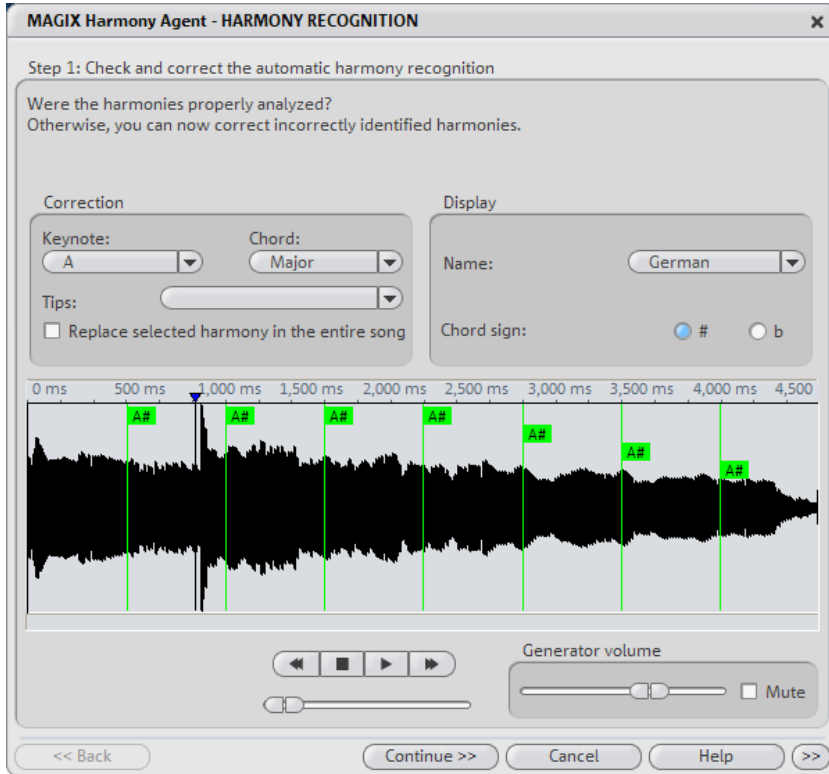 MAGIX Harmony Agent - HARMONY RECOGNITION
Step 1: Check and correct the automatic harmony recognition
Were the harmonies properly analyzed?
Otherwise, you can now correct incorrectly identified harmonies.
Correction
Keynote: Chord:
A Major
Tips:
Replace selected harmony in the entire song
Display
Name: German
Chord sign: # b
0 ms 500 ms 1,000 ms 1,500 ms 2,000 ms 2,500 ms 3,000 ms 3,500 ms 4,000 ms 4,500
A# A# A# A# A# A# A#
Generator volume
Mute
<< Back Continue >> Cancel Help >>